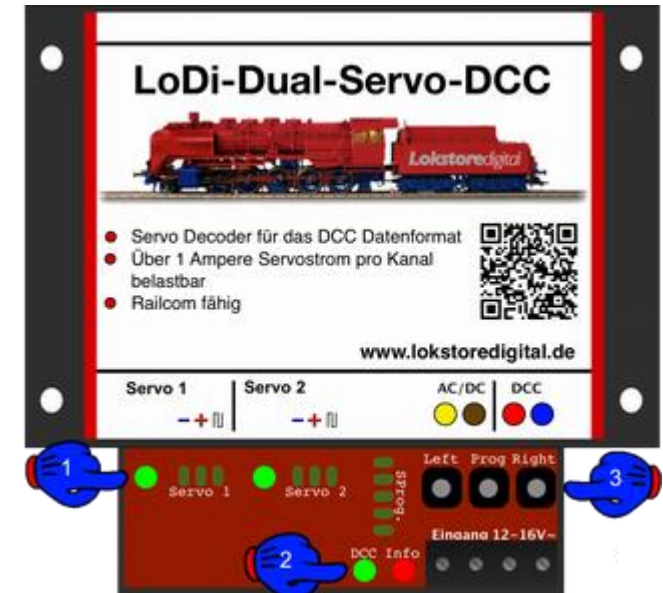 LoDi-Dual-Servo-DCC
Lokstoredigital
Servo Decoder für das DCC Datenformat
Über 1 Ampere Servostrom pro Kanal
belastbar
Railcom fähig
www.lokstoredigital.de
Servo 1
Servo 2
AC/DC
DCC
- +
- +
1
Servo 1
Servo 2
SProg.
Left Prog Right
3
Eingang 12-16V~
2
DCC Info